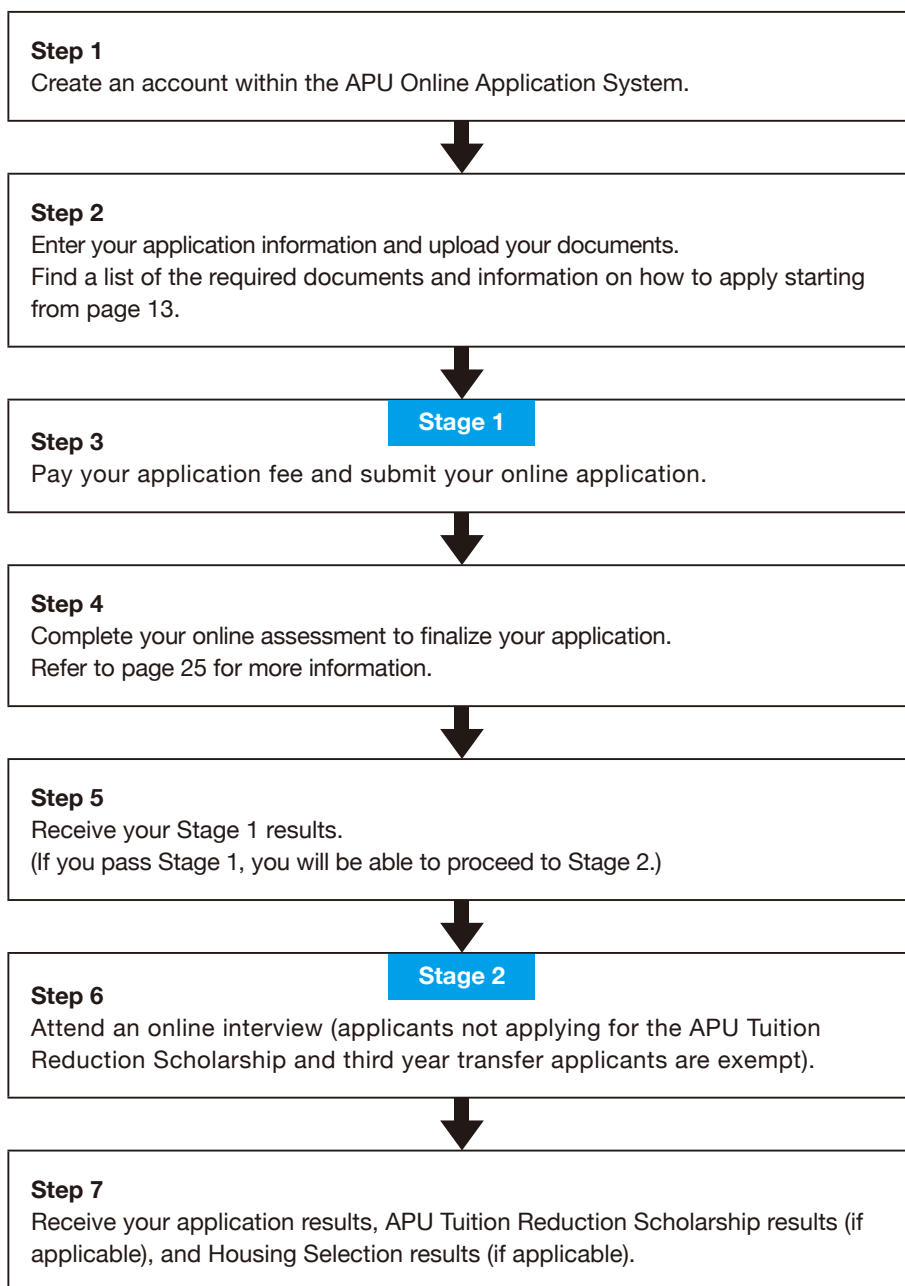 Step 1
Create an account within the APU Online Application System.
Step 2
Enter your application information and upload your documents.
Find a list of the required documents and information on how to apply starting
from page 13.
Stage 1
Step 3
Pay your application fee and submit your online application.
Step 4
Complete your online assessment to finalize your application.
Refer to page 25 for more information.
Step 5
Receive your Stage 1 results.
(If you pass Stage 1, you will be able to proceed to Stage 2.)
Stage 2
Step 6
Attend an online interview (applicants not applying for the APU Tuition
Reduction Scholarship and third year transfer applicants are exempt).
Step 7
Receive your application results, APU Tuition Reduction Scholarship results (if
applicable), and Housing Selection results (if applicable).